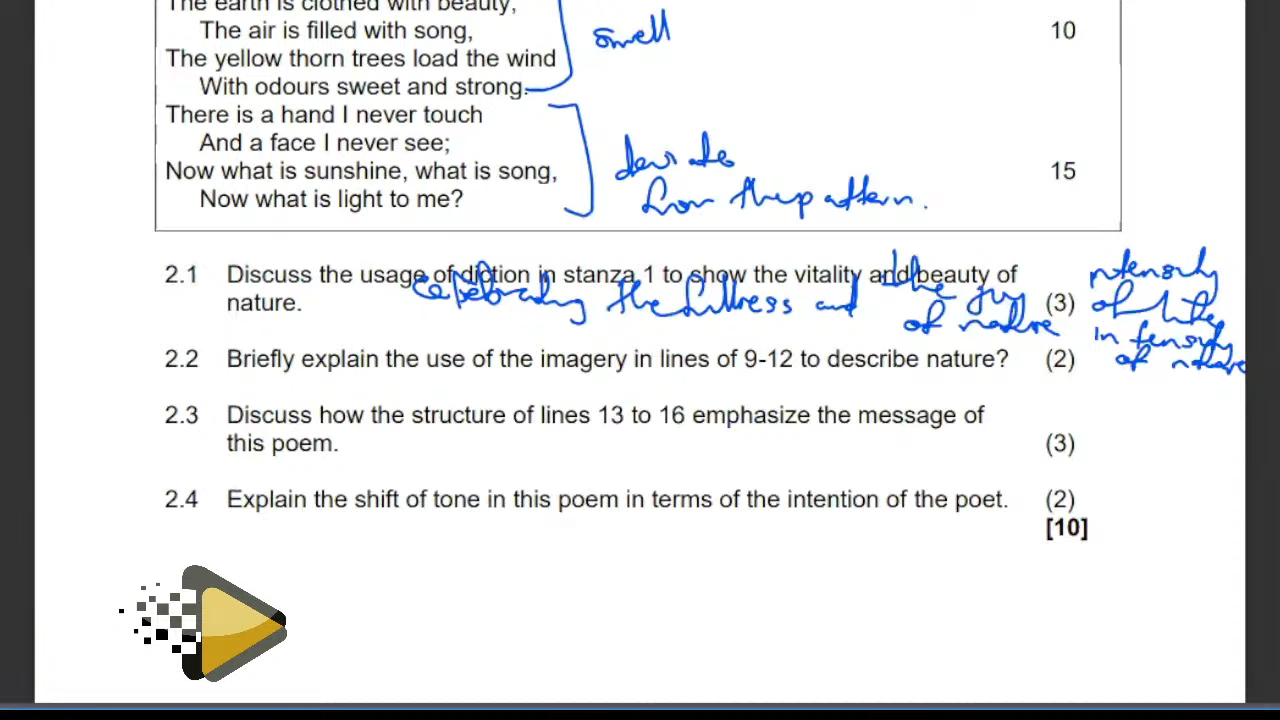 The earth is clothed with beauty,
The air is filled with song, 10
The yellow thorn trees load the wind
With odours sweet and strong.
smell
There is a hand I never touch
And a face I never see;
Now what is sunshine, what is song, 15
Now what is light to me?
deviate
from the pattern.
2.1 Discuss the usage of diction in stanza 1 to show the vitality and beauty of
nature. (3)
celebrating the fullness and the joy
of nature
intensity
of life
intensity
of nature
2.2 Briefly explain the use of the imagery in lines of 9-12 to describe nature? (2)
2.3 Discuss how the structure of lines 13 to 16 emphasize the message of
this poem. (3)
2.4 Explain the shift of tone in this poem in terms of the intention of the poet. (2)
[10]